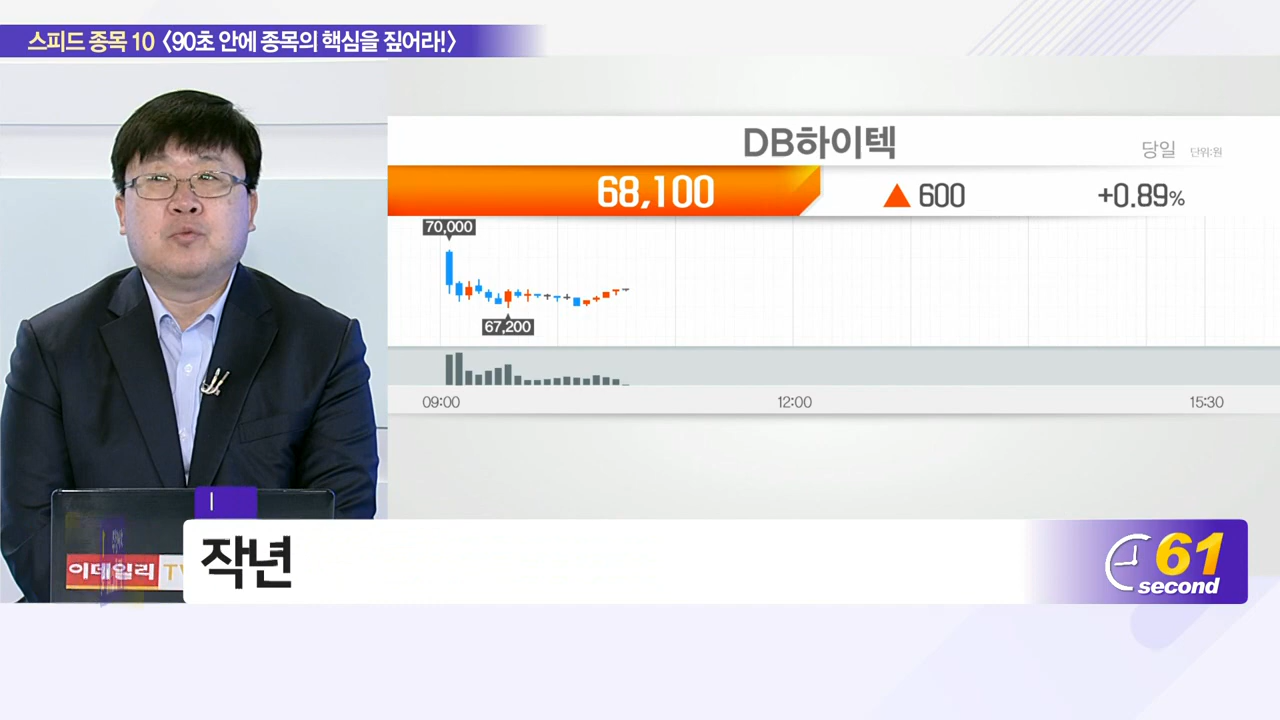 스피드 종목 10 〈90초 안에 종목의 핵심을 짚어라!〉
DB하이텍
당일 단위:원
68,100 ▲ 600 +0.89%
70,000
67,200
09:00 12:00 15:30
이데일리 TV
작년
61
second